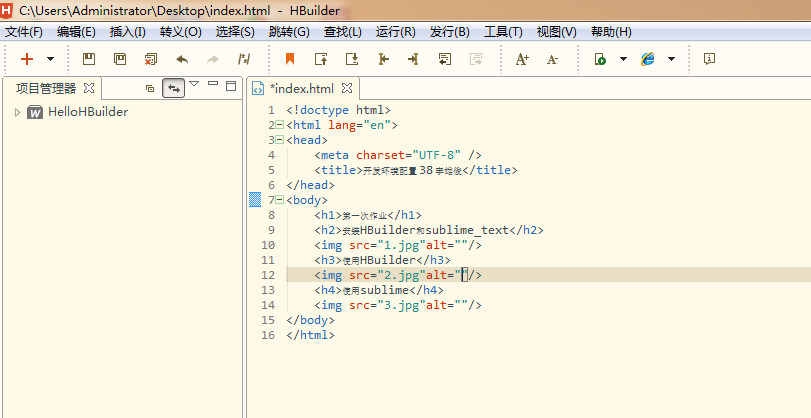 C:\Users\Administrator\Desktop\index.html - HBuilder
文件(F) 编辑(E) 插入(I) 转义(O) 选择(S) 跳转(G) 查找(L) 运行(R) 发行(B) 工具(T) 视图(V) 帮助(H)
项目管理器
HelloHBuilder
*index.html
1 <!doctype html>
2 <html lang="en">
3 <head>
4 <meta charset="UTF-8" />
5 <title>开发环境配置 38 李维俊</title>
6 </head>
7 <body>
8 <h1>第一次作业</h1>
9 <h2>安装HBuilder和sublime_text</h2>
10 <img src="1.jpg"alt=""/>
11 <h3>使用HBuilder</h3>
12 <img src="2.jpg"alt=""/>
13 <h4>使用sublime</h4>
14 <img src="3.jpg"alt=""/>
15 </body>
16 </html>